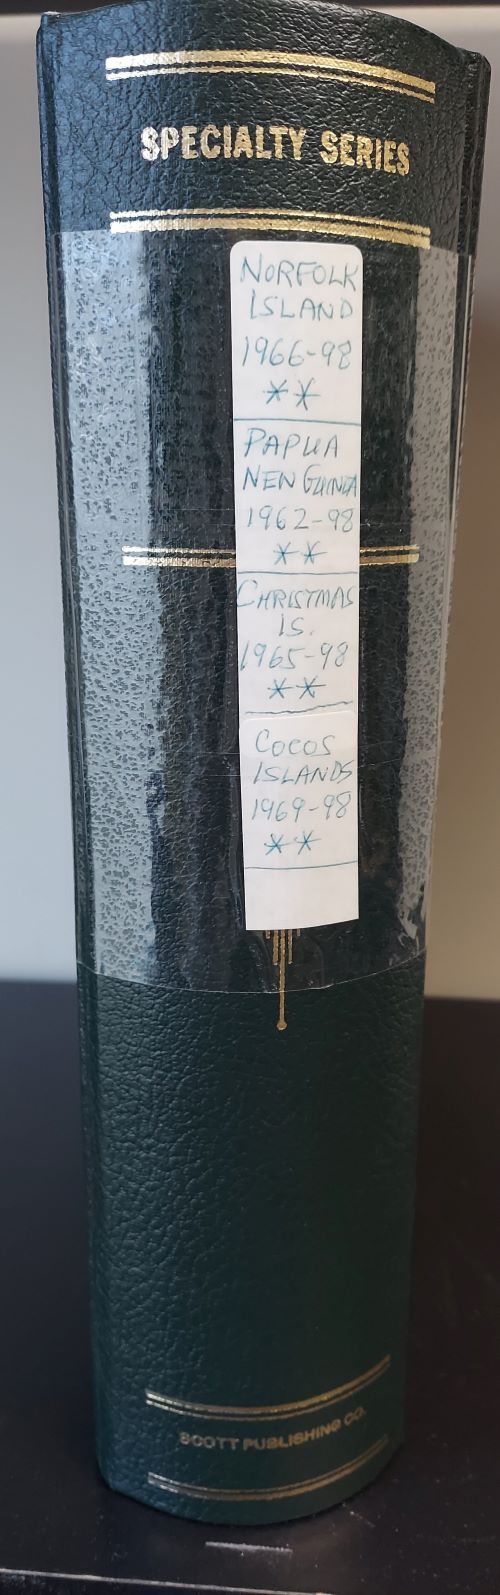 SPECIALTY SERIES
NORFOLK
ISLAND
1966-98
**
PAPUA
NEW GUINEA
1962-98
**
CHRISTMAS
IS.
1965-98
**
COCOS
ISLANDS
1969-98
**
SCOTT PUBLISHING CO.